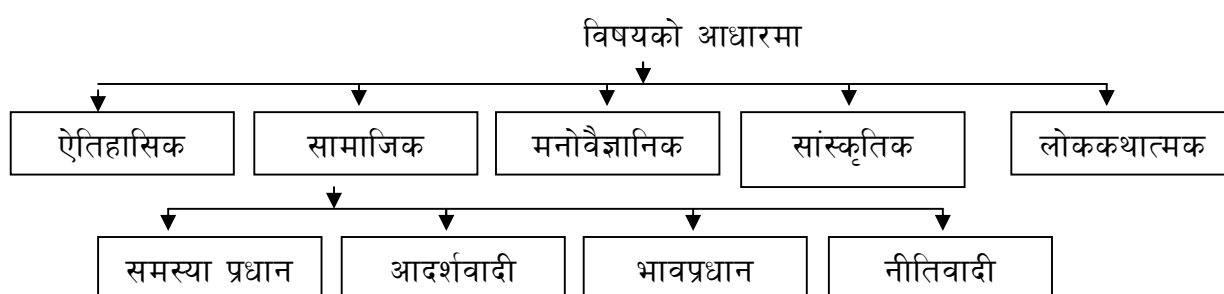 विषयको आधारमा
ऐतिहासिक सामाजिक मनोवैज्ञानिक सांस्कृतिक लोककथात्मक
समस्या प्रधान आदर्शवादी भावप्रधान नीतिवादी